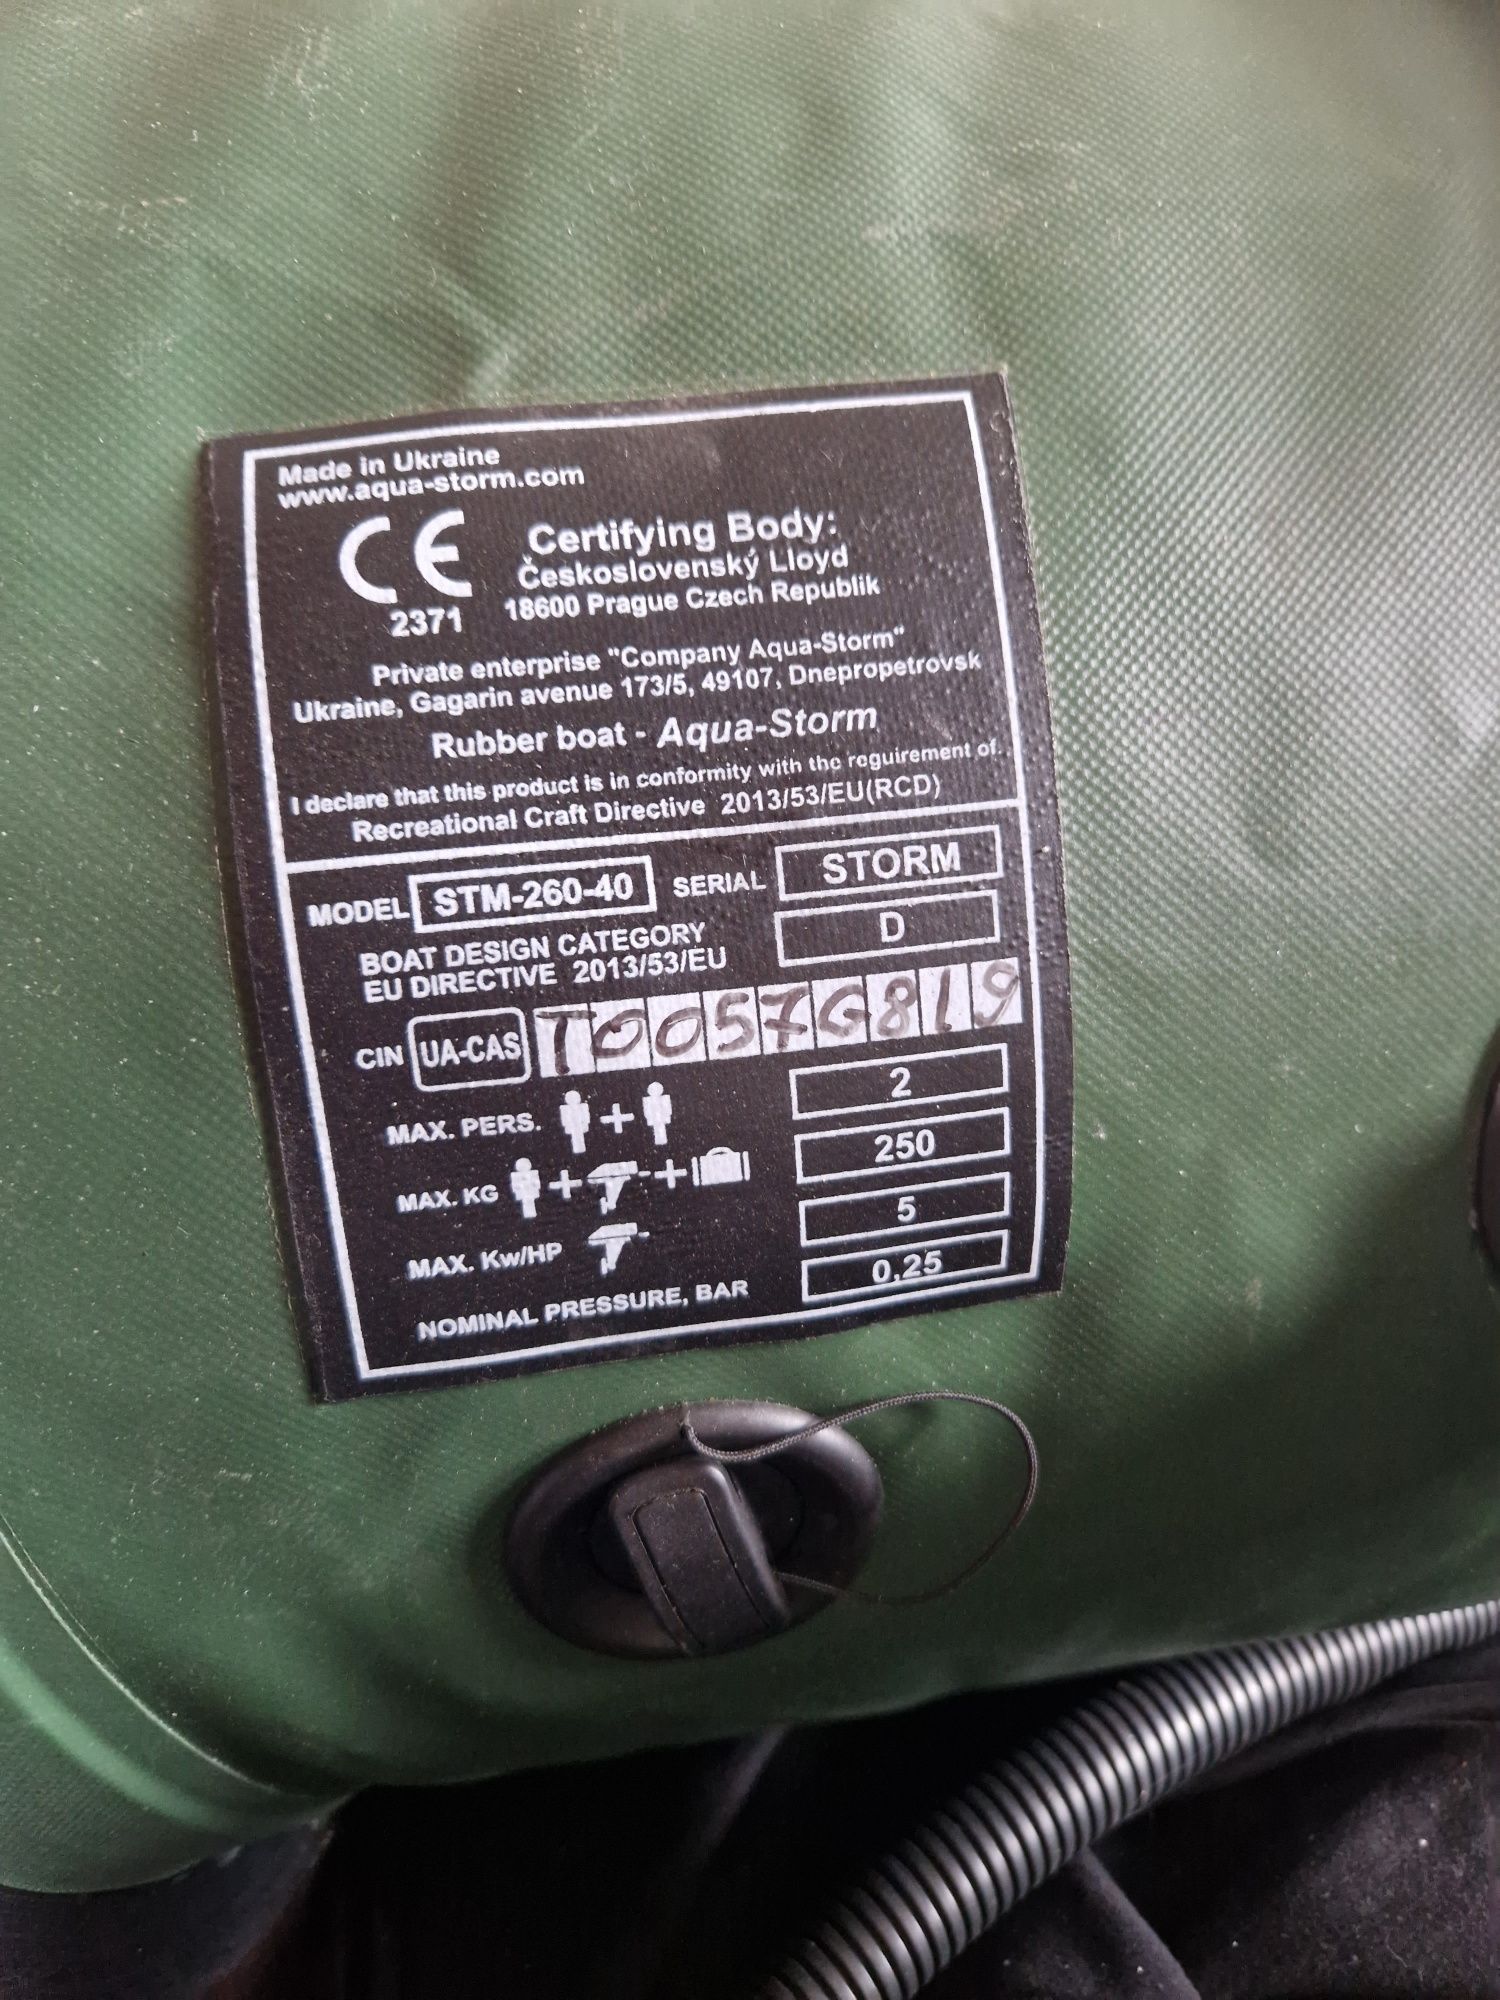 Made in Ukraine
www.aqua-storm.com
CE
2371
Certifying Body:
Československý Lloyd
18600 Prague Czech Republik
Private enterprise "Company Aqua-Storm"
Ukraine, Gagarin avenue 173/5, 49107, Dnepropetrovsk
Rubber boat - Aqua-Storm
I declare that this product is in conformity with the reguirement of..
Recreational Craft Directive 2013/53/EU(RCD)
MODEL STM-260-40 SERIAL STORM
BOAT DESIGN CATEGORY
EU DIRECTIVE 2013/53/EU D
CIN UA-CAS T0057G819
MAX. PERS. + 2
MAX. KG + + 250
MAX. Kw/HP 5
NOMINAL PRESSURE, BAR 0,25